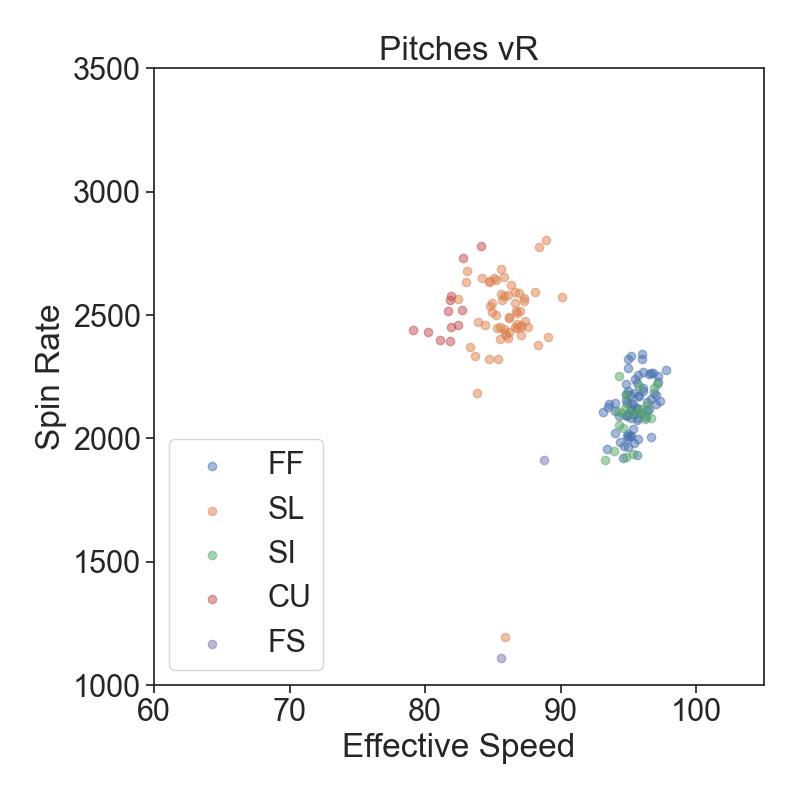 Pitches vR
3500
3000
2500
2000
1500
1000
Spin Rate
FF
SL
SI
CU
FS
60 70 80 90 100
Effective Speed